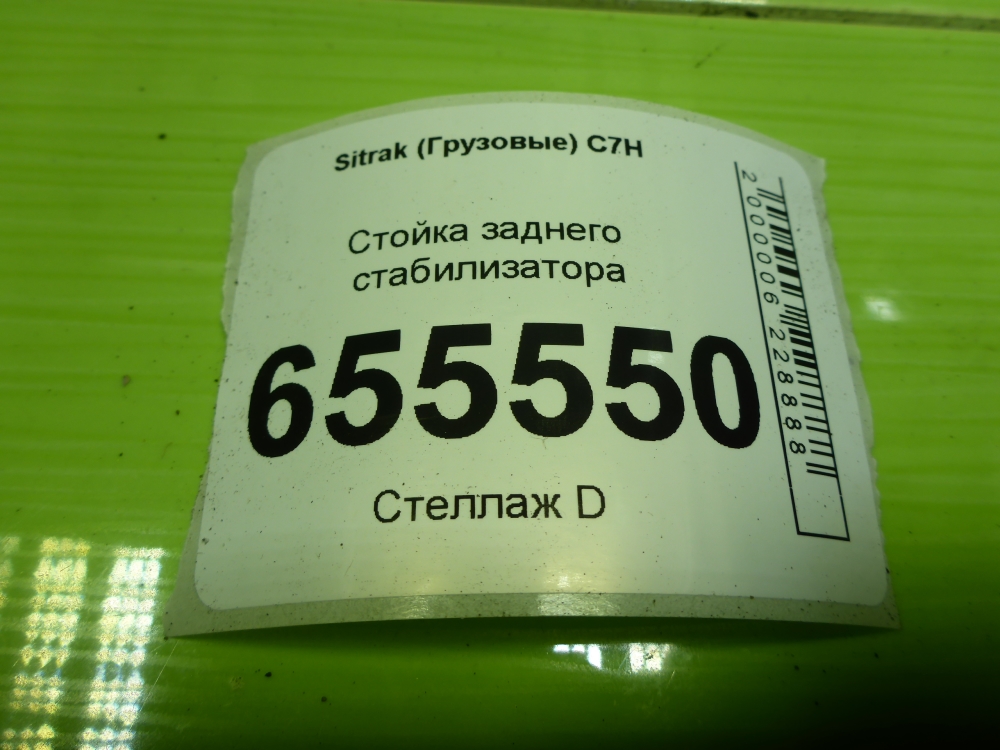 Sitrak (Грузовые) C7H
Стойка заднего
стабилизатора
655550
Стеллаж D
2000006228888